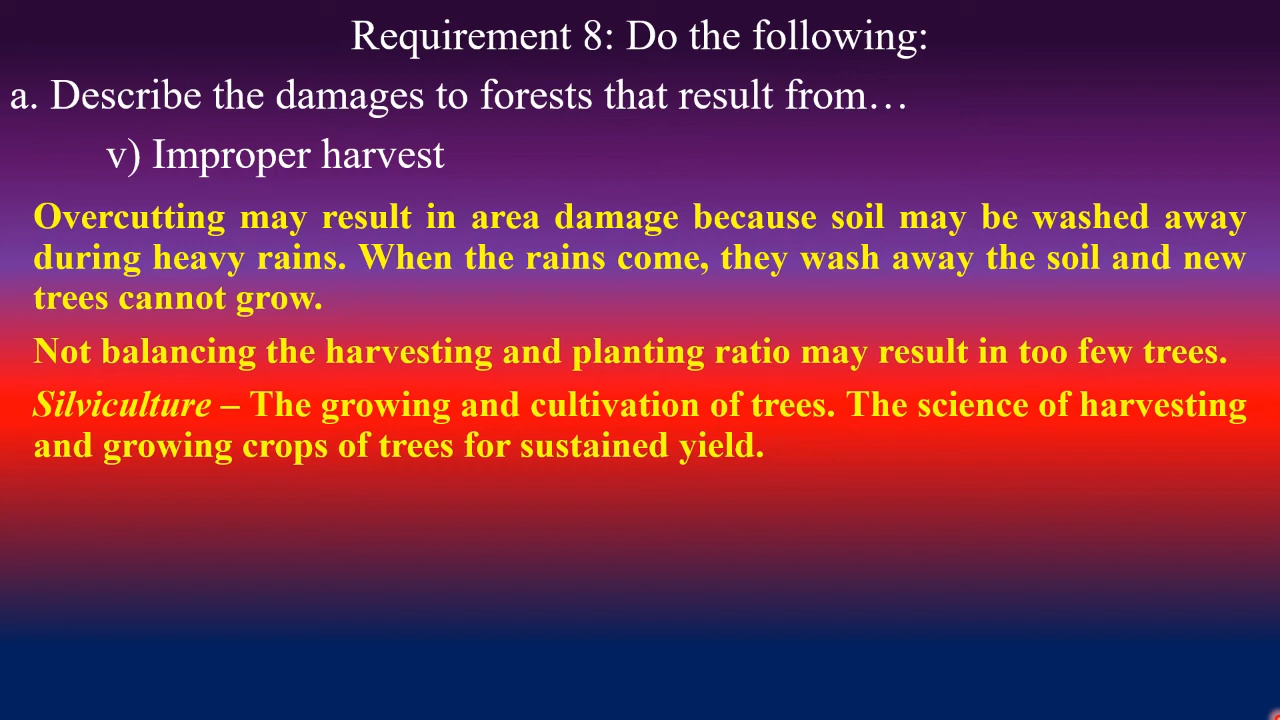 Requirement 8: Do the following:
a. Describe the damages to forests that result from…
v) Improper harvest
Overcutting may result in area damage because soil may be washed away
during heavy rains. When the rains come, they wash away the soil and new
trees cannot grow.
Not balancing the harvesting and planting ratio may result in too few trees.
Silviculture – The growing and cultivation of trees. The science of harvesting
and growing crops of trees for sustained yield.